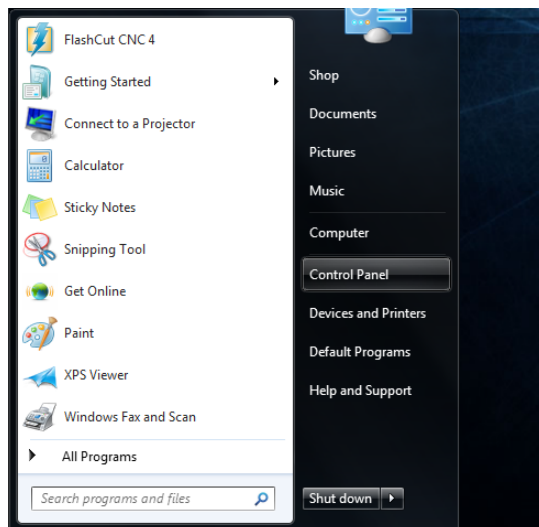 FlashCut CNC 4
Getting Started
Connect to a Projector
Calculator
Sticky Notes
Snipping Tool
Get Online
Paint
XPS Viewer
Windows Fax and Scan
All Programs
Search programs and files
Shop
Documents
Pictures
Music
Computer
Control Panel
Devices and Printers
Default Programs
Help and Support
Shut down